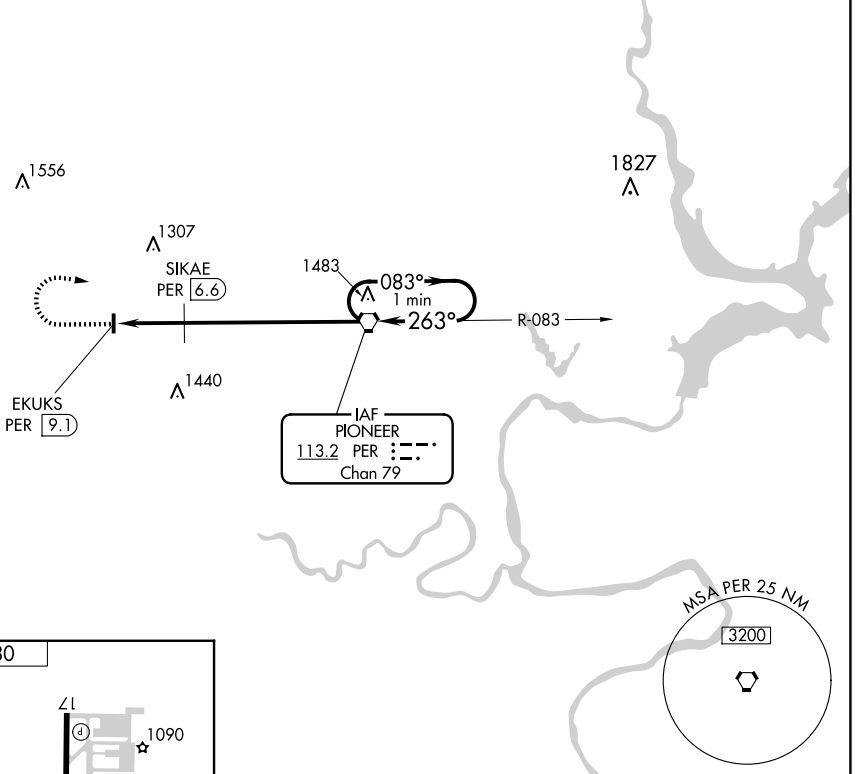 1827
1556
1307
SIKAE
PER 6.6
1483
083°
1 min
263°
R-083
1440
EKUKS
PER 9.1
IAF
PIONEER
113.2 PER
Chan 79
MSA PER 25 NM
3200
30
17
P
1090